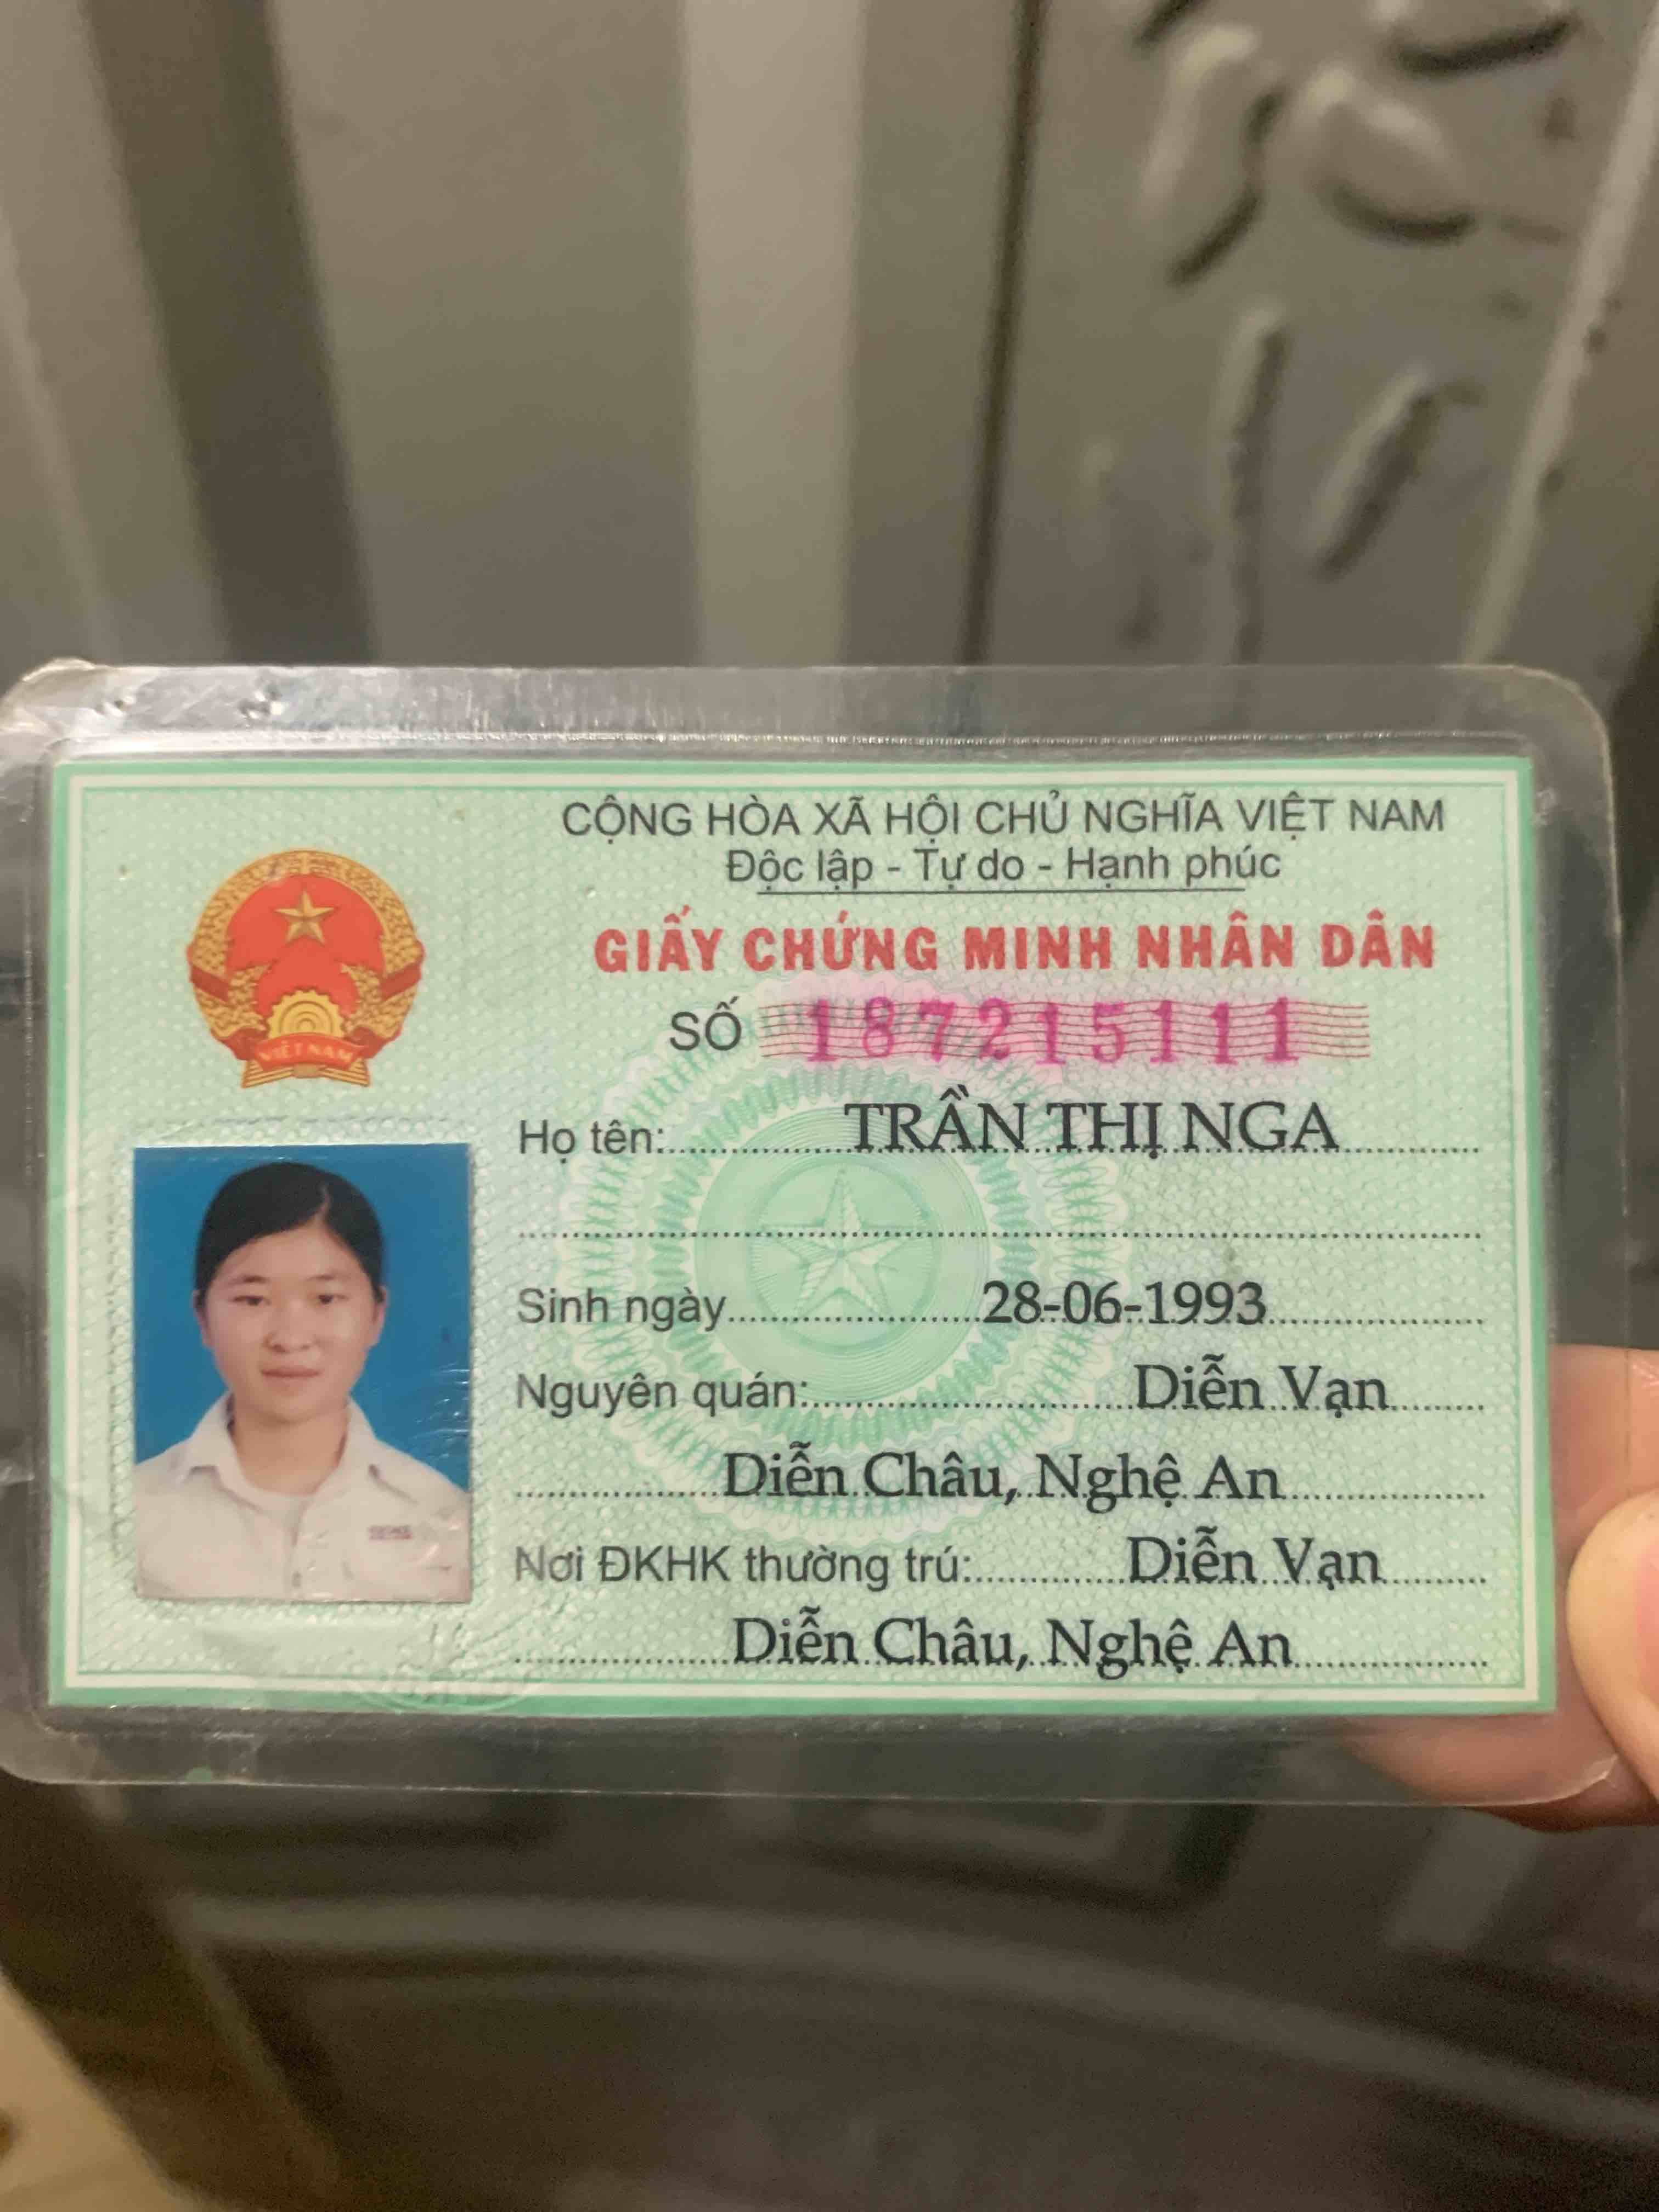 CỘNG HÒA XÃ HỘI CHỦ NGHĨA VIỆT NAM
Độc lập - Tự do - Hạnh phúc
GIẤY CHỨNG MINH NHÂN DÂN
SỐ 187215111
VIỆT NAM
Họ tên: TRẦN THỊ NGA
Sinh ngày 28-06-1993
Nguyên quán: Diễn Vạn
Diễn Châu, Nghệ An
Nơi ĐKHK thường trú: Diễn Vạn
Diễn Châu, Nghệ An